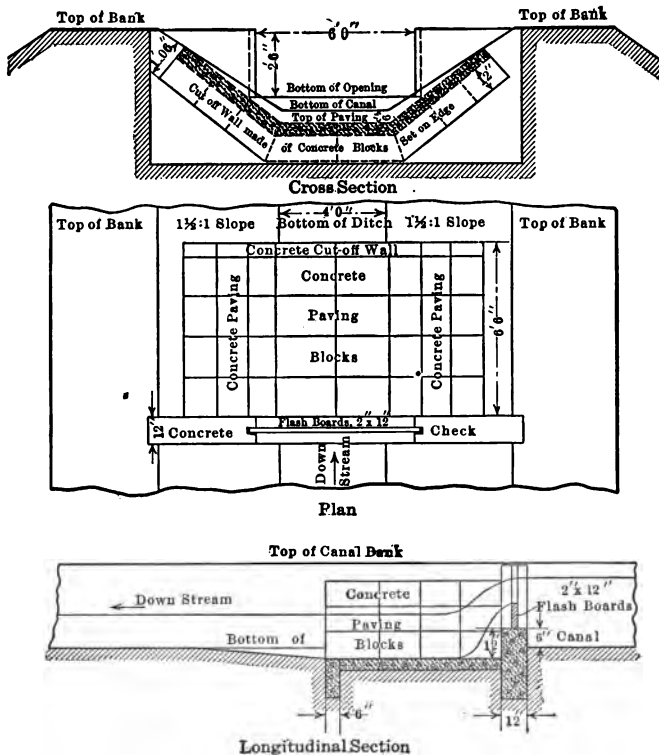 Top of Bank
6'0"
Top of Bank
1.06"
2'6"
Bottom of Opening
Bottom of Canal
Top of Paving
6"
12"
Cut off Wall made
of Concrete Blocks
Set on Edge
Cross Section
Top of Bank
1½:1 Slope
4'0"
Bottom of Ditch
1½:1 Slope
Top of Bank
Concrete Cut-off Wall
Concrete
Paving
Blocks
Concrete Paving
Concrete Paving
6'6"
Flash Boards, 2"x 12"
12"
Concrete
Check
Down
Stream
Plan
Top of Canal Bank
Down Stream
Concrete
Paving
Blocks
2"x 12"
Flash Boards
Bottom of
6" Canal
6"
12"
Longitudinal Section